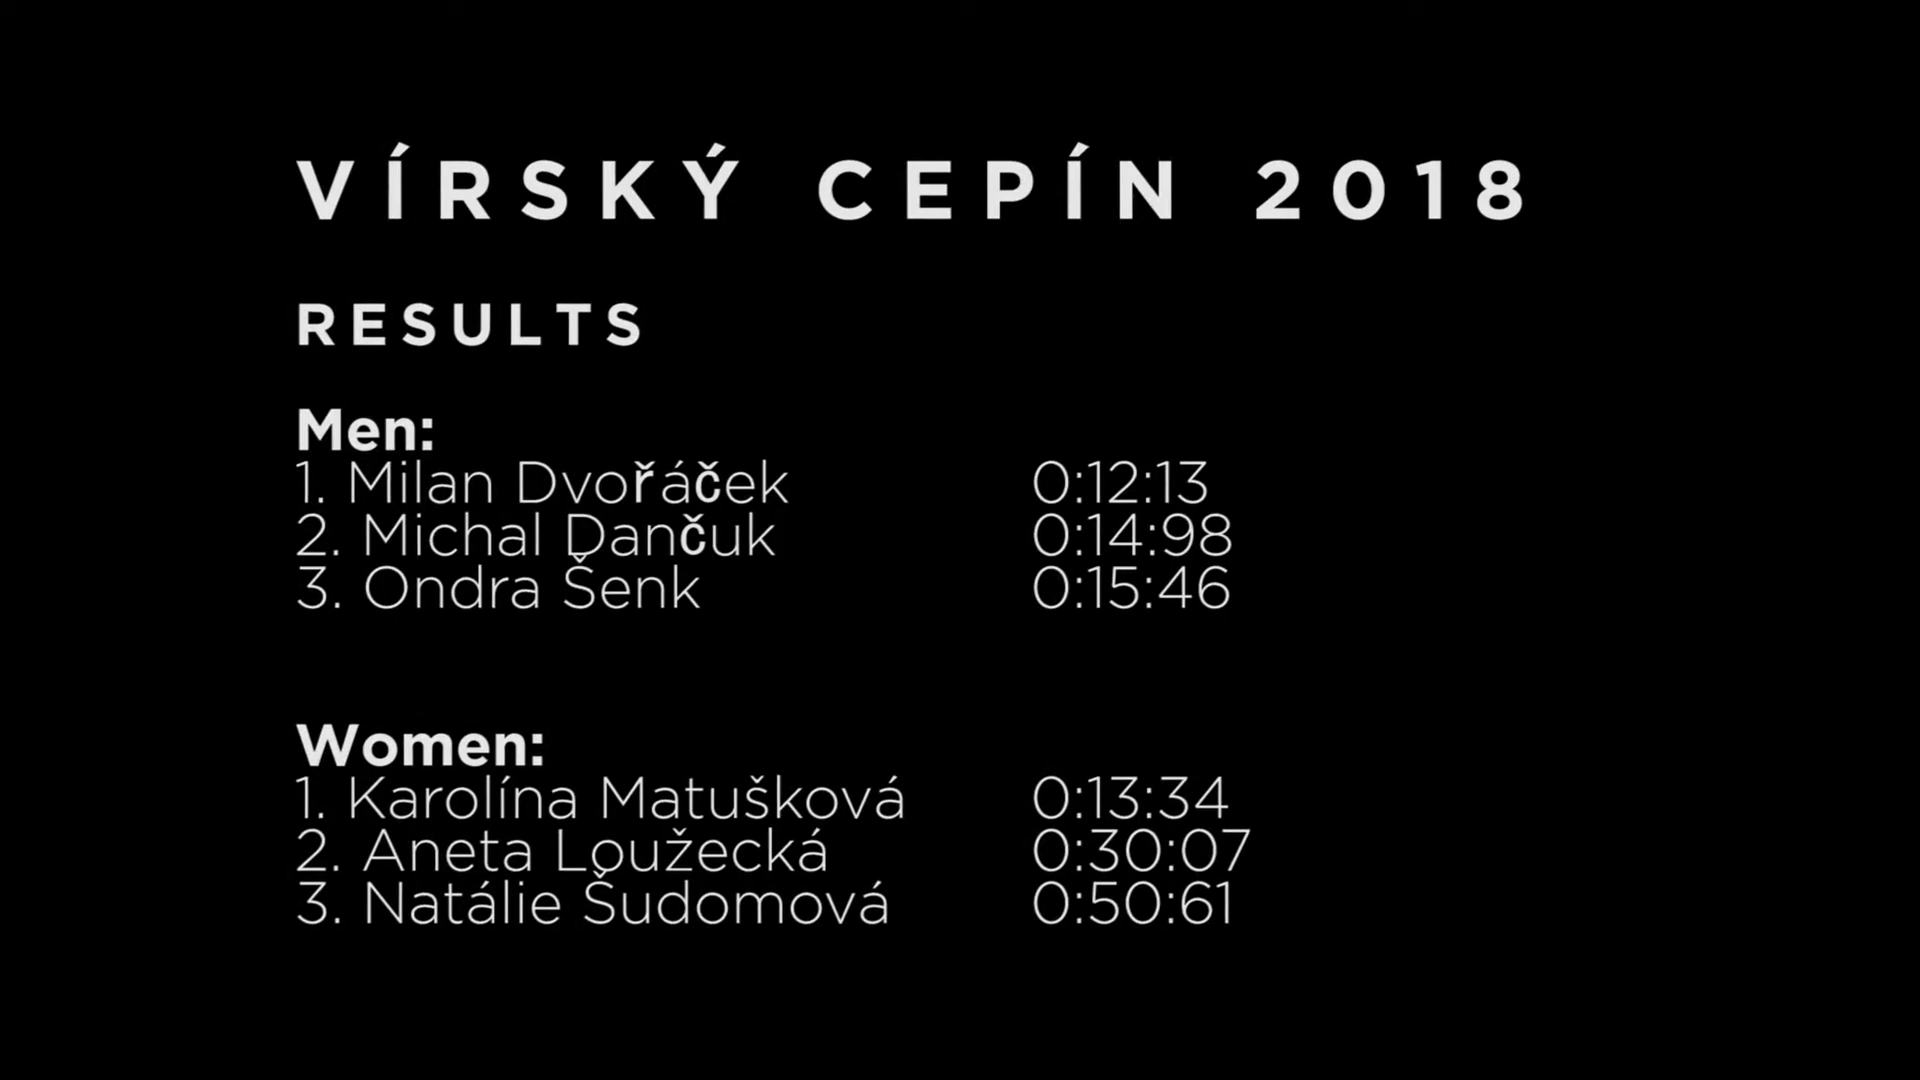 VÍRSKÝ CEPÍN 2018
RESULTS
Men:
1. Milan Dvořáček 0:12:13
2. Michal Dančuk 0:14:98
3. Ondra Šenk 0:15:46
Women:
1. Karolína Matušková 0:13:34
2. Aneta Loužecká 0:30:07
3. Natálie Šudomová 0:50:61